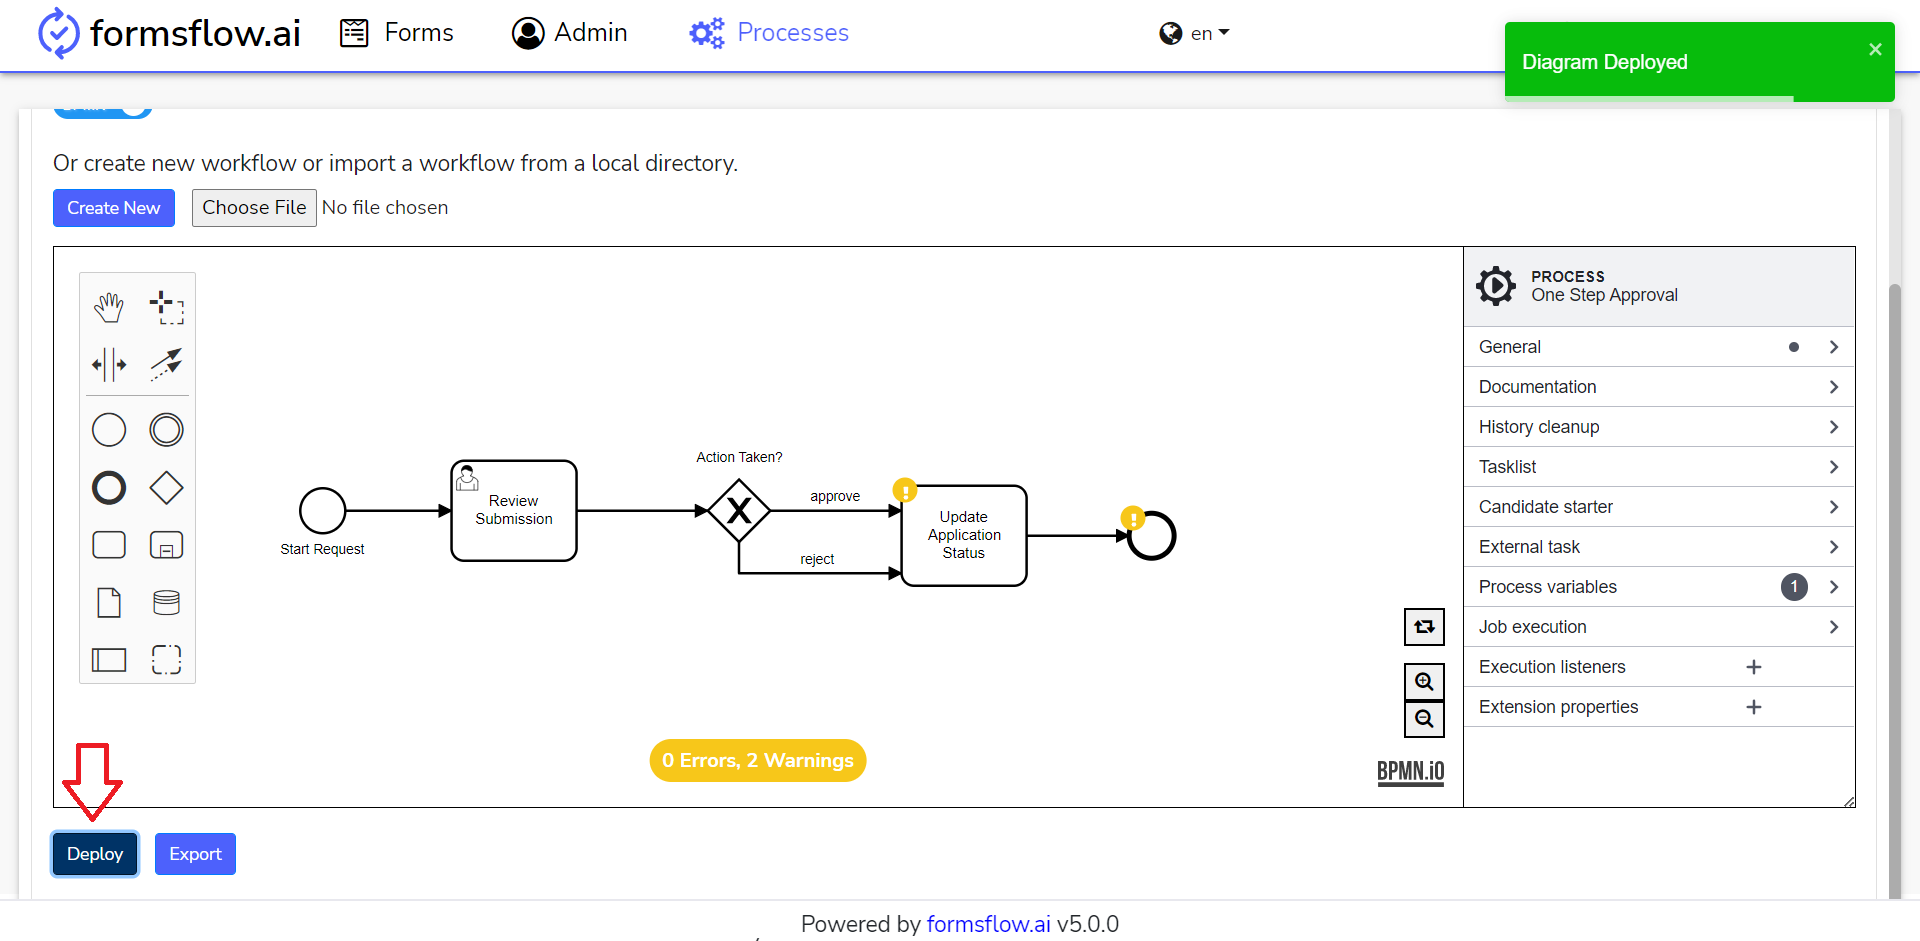 formsflow.ai
Forms
Admin
Processes
en
Diagram Deployed
×
Or create new workflow or import a workflow from a local directory.
Create New
Choose File
No file chosen
PROCESS
One Step Approval
General
Documentation
History cleanup
Tasklist
Candidate starter
External task
Process variables
1
Job execution
Execution listeners
Extension properties
Start Request
Review
Submission
Action Taken?
approve
reject
Update
Application
Status
0 Errors, 2 Warnings
BPMN.iO
Deploy
Export
Powered by formsflow.ai v5.0.0